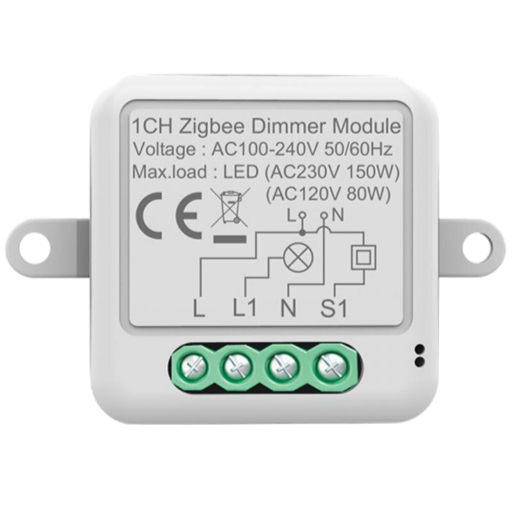 1CH Zigbee Dimmer Module
Voltage : AC100-240V 50/60Hz
Max.load : LED (AC230V 150W)
(AC120V 80W)
CE
L N
L L1 N S1